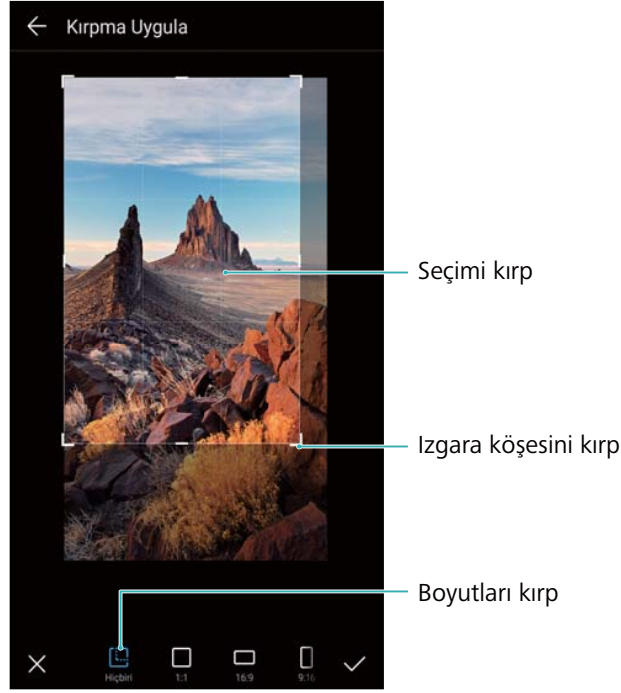 Kırpma Uygula
Seçimi kırp
Izgara köşesini kırp
Boyutları kırp
Hiçbiri
1:1
16:9
9:16